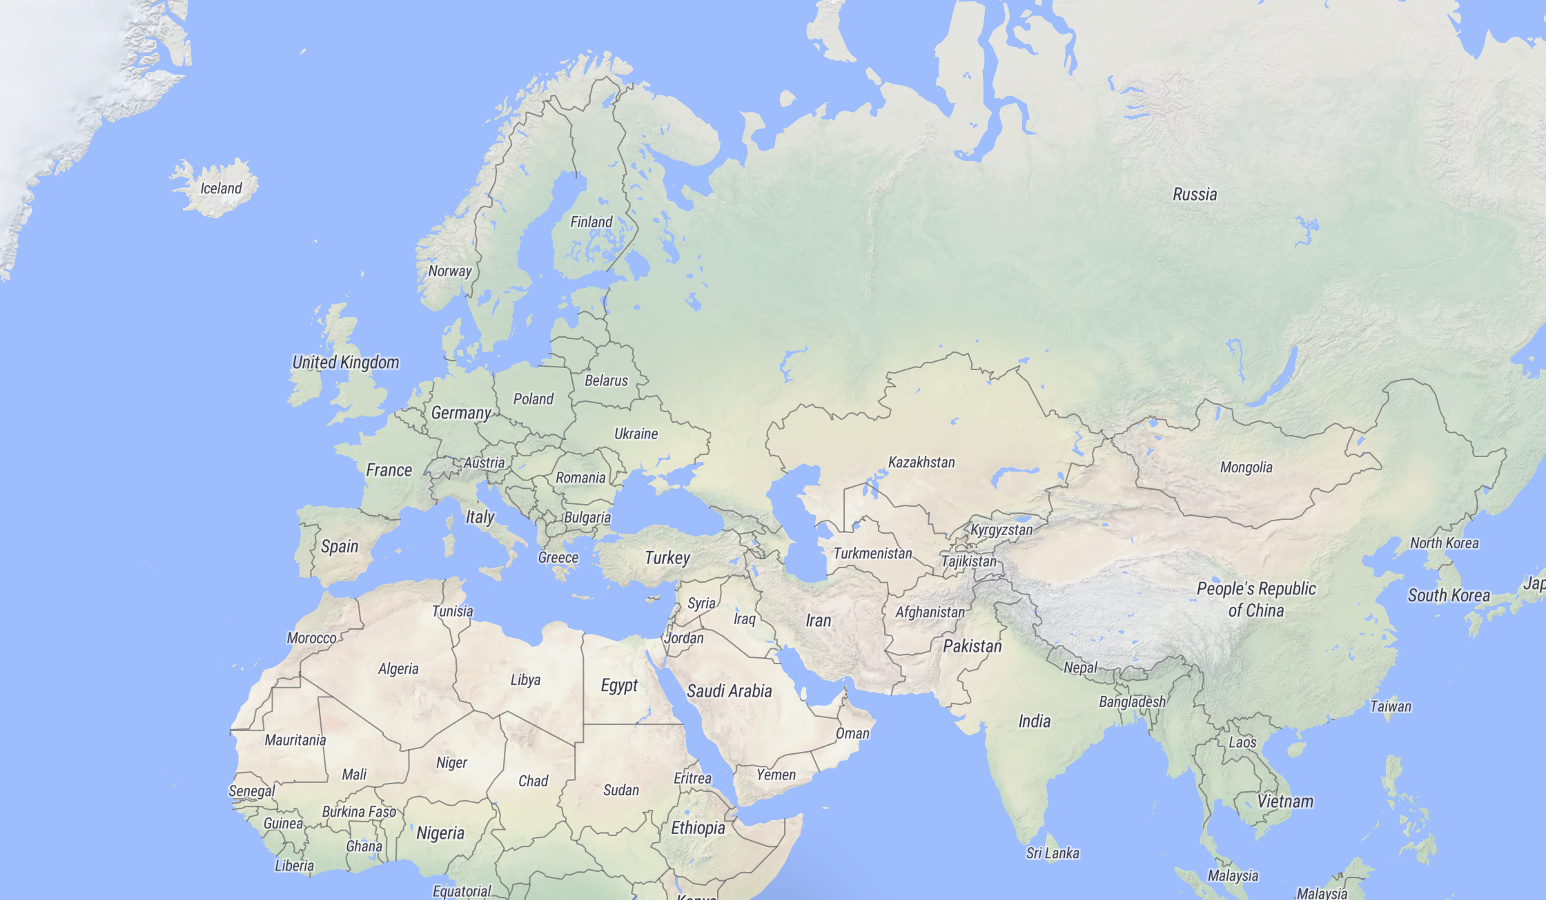 Iceland
Russia
Finland
Norway
United Kingdom
Belarus
Poland
Germany
Ukraine
Austria
France
Kazakhstan
Mongolia
Romania
Italy
Bulgaria
Spain
Greece
Turkey
Kyrgyzstan
Turkmenistan
Tajikistan
North Korea
People's Republic
of China
South Korea
Jap
Tunisia
Syria
Iraq
Iran
Afghanistan
Morocco
Jordan
Pakistan
Algeria
Libya
Egypt
Saudi Arabia
Nepal
Bangladesh
Taiwan
India
Mauritania
Oman
Laos
Mali
Niger
Chad
Sudan
Eritrea
Yemen
Senegal
Vietnam
Burkina Faso
Guinea
Nigeria
Ethiopia
Ghana
Sri Lanka
Liberia
Malaysia
Equatorial
Malaysia
Kenya